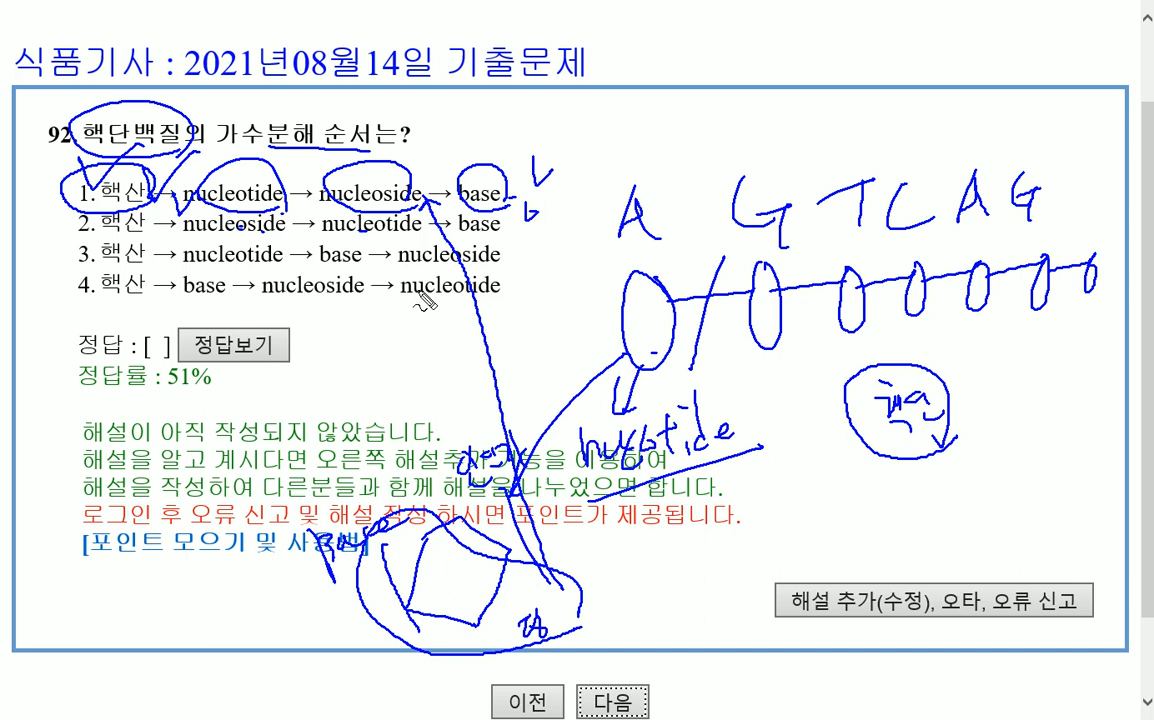 식품기사 : 2021년08월14일 기출문제
92. 핵단백질의 가수분해 순서는?
1. 핵산 → nucleotide → nucleoside → base
2. 핵산 → nucleoside → nucleotide → base
3. 핵산 → nucleotide → base → nucleoside
4. 핵산 → base → nucleoside → nucleotide
A G T C A G
정답 : [ ] 정답보기
정답률 : 51%
핵산
해설이 아직 작성되지 않았습니다.
해설을 알고 계시다면 오른쪽 해설추가 기능을 이용하여
해설을 작성하여 다른분들과 함께 해설을 나누었으면 합니다.
로그인 후 오류 신고 및 해설 작성 하시면 포인트가 제공됩니다.
[포인트 모으기 및 사용법]
당
해설 추가(수정), 오타, 오류 신고
이전 다음